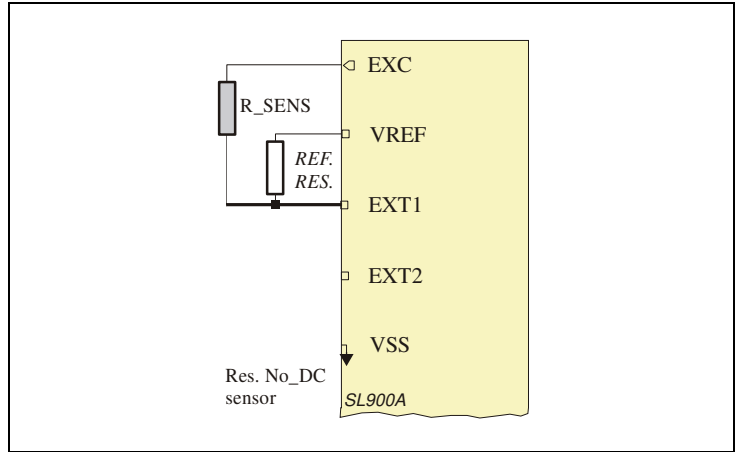 EXC
R_SENS
VREF
REF.
RES.
EXT1
EXT2
VSS
Res. No_DC
sensor
SL900A